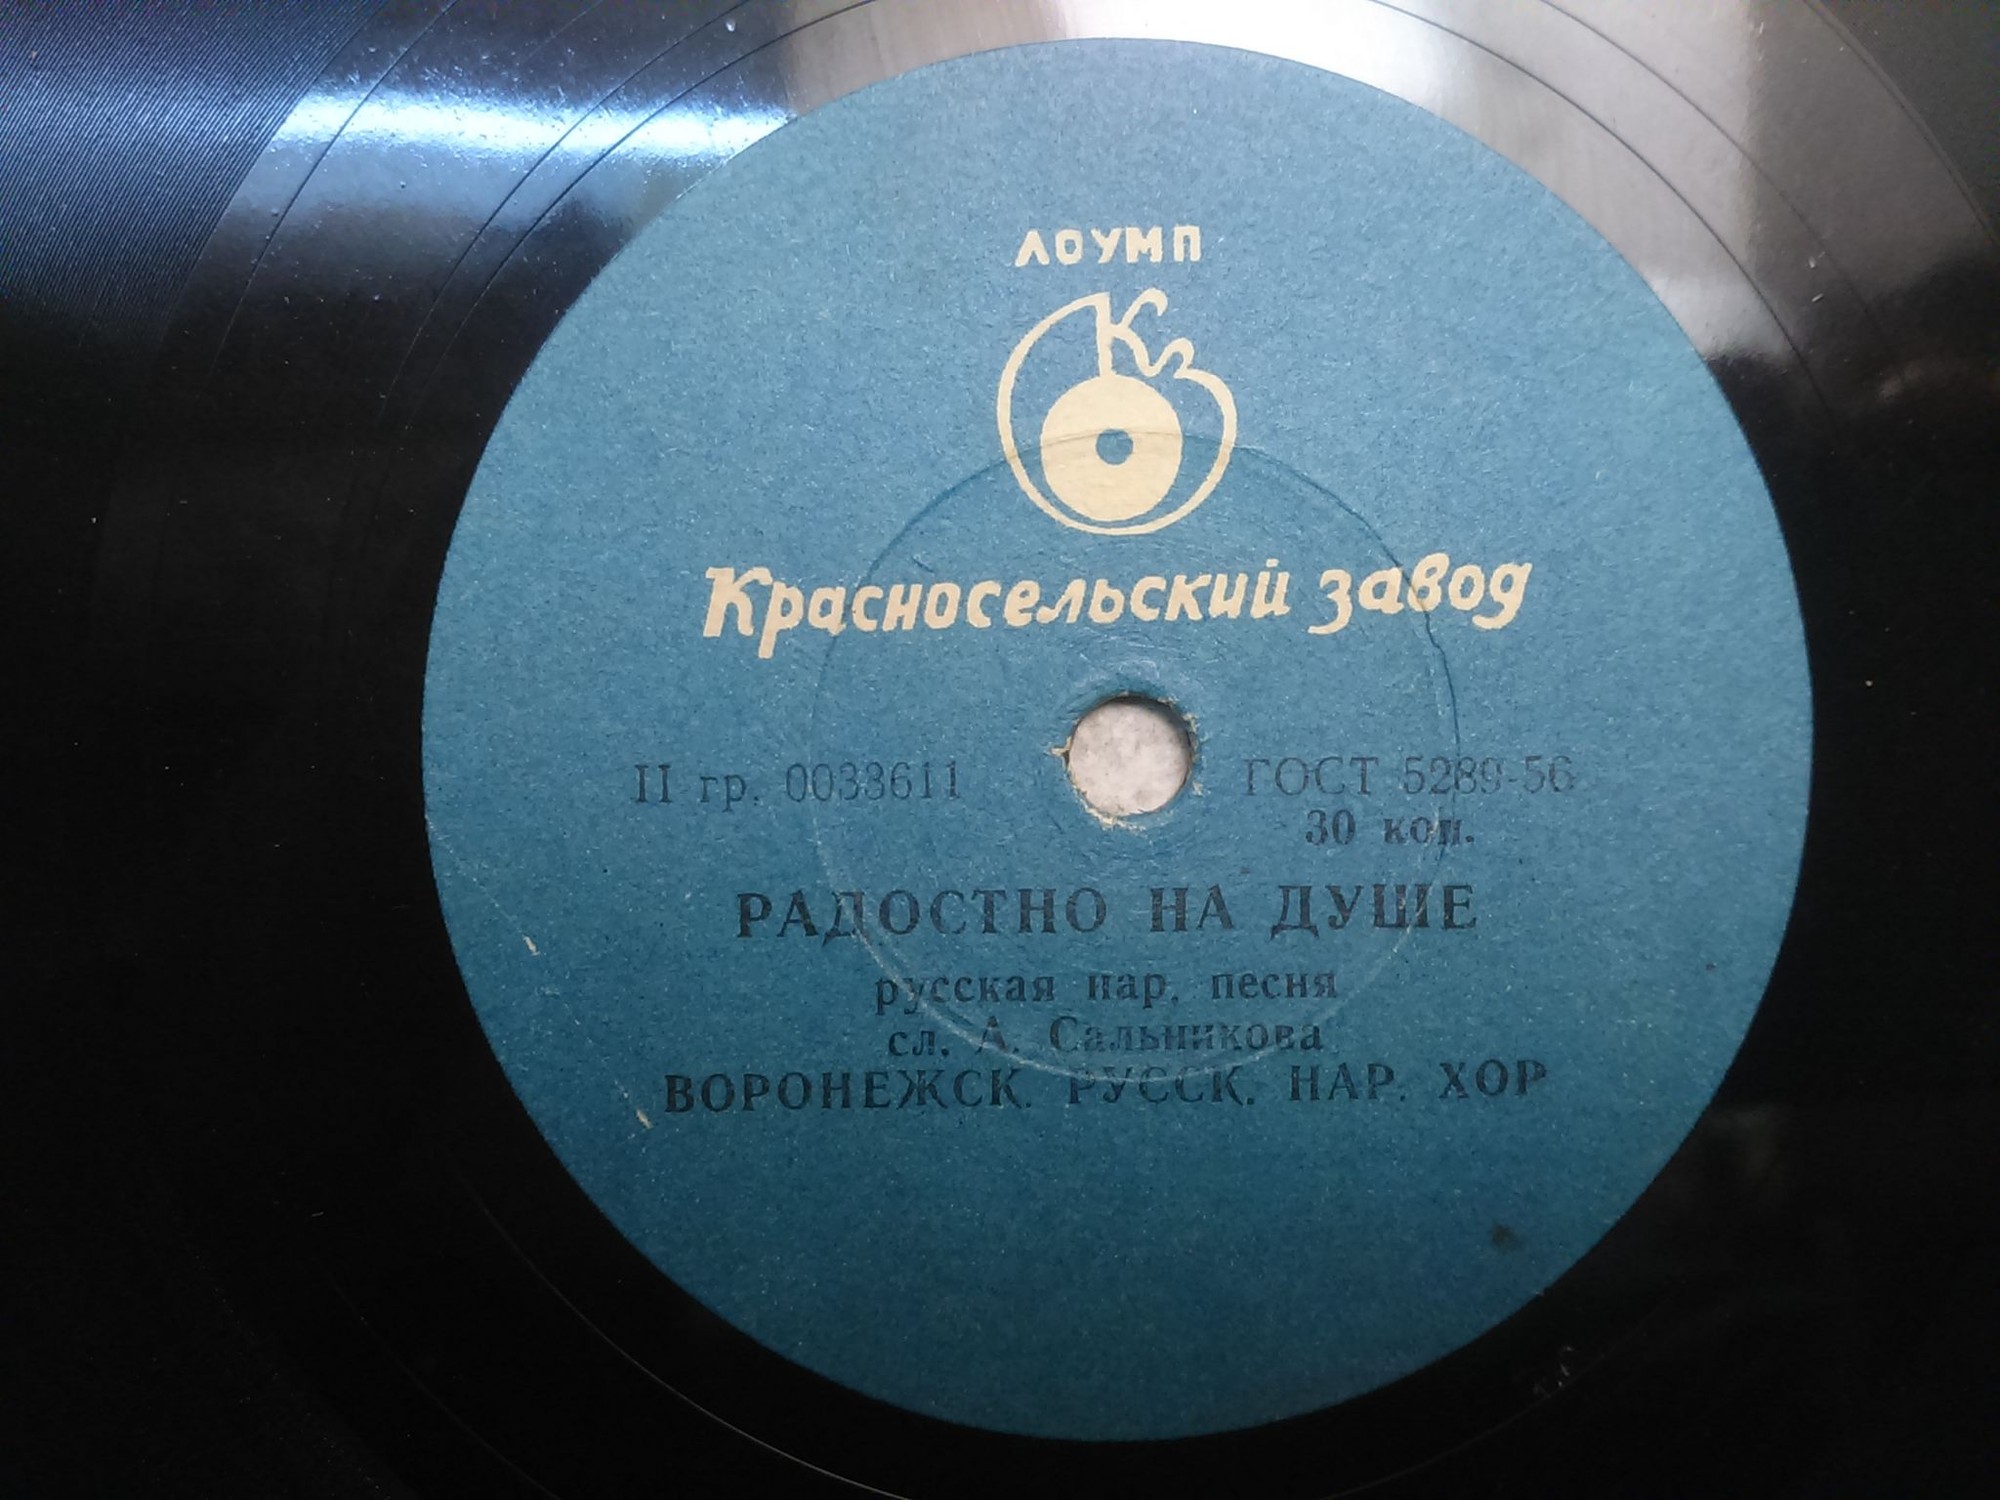 ЛОУМП
Кг
Красносельский завод
II гр. 0033611 ГОСТ 5289-56
30 коп.
РАДОСТНО НА ДУШЕ
русская нар. песня
сл. А. Сальникова
ВОРОНЕЖСК. РУССК. НАР. ХОР